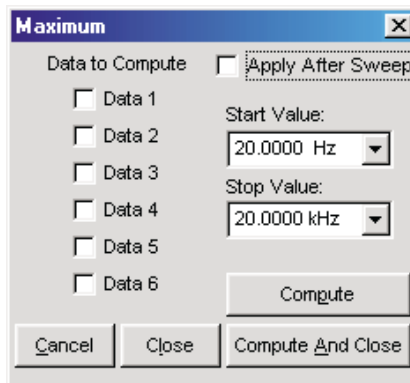 Maximum
Data to Compute
Apply After Sweep
Data 1
Data 2
Data 3
Data 4
Data 5
Data 6
Start Value:
20.0000 Hz
Stop Value:
20.0000 kHz
Compute
Cancel
Close
Compute And Close